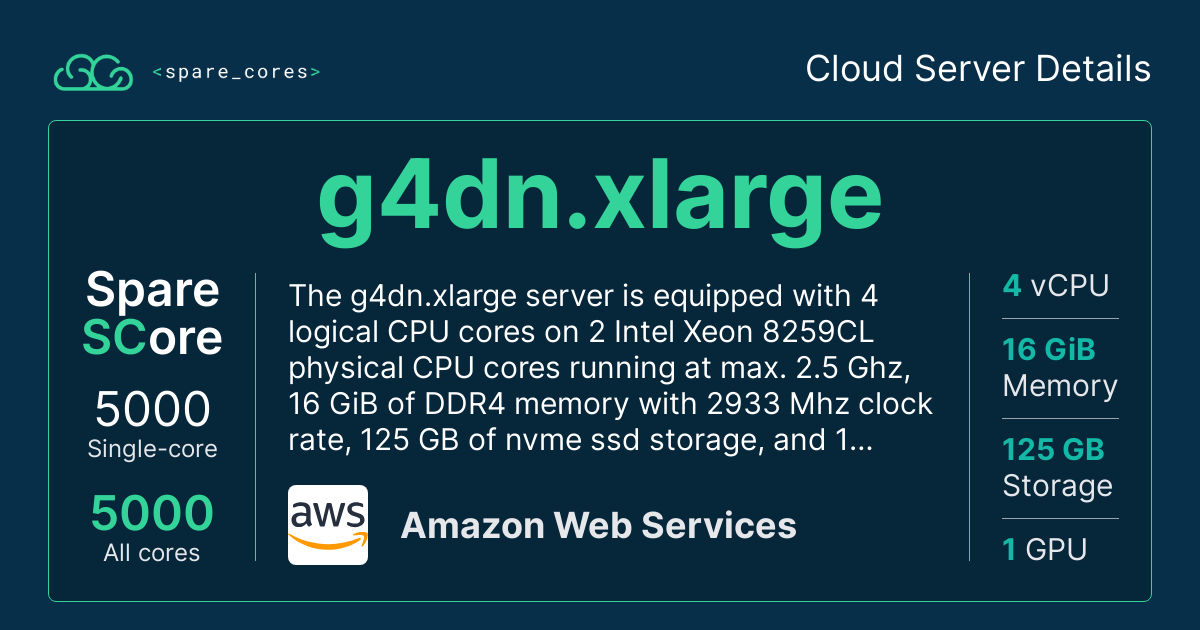 <spare_cores>
Cloud Server Details
g4dn.xlarge
Spare
SCore
5000
Single-core
5000
All cores
The g4dn.xlarge server is equipped with 4
logical CPU cores on 2 Intel Xeon 8259CL
physical CPU cores running at max. 2.5 Ghz,
16 GiB of DDR4 memory with 2933 Mhz clock
rate, 125 GB of nvme ssd storage, and 1...
aws
Amazon Web Services
4 vCPU
16 GiB
Memory
125 GB
Storage
1 GPU